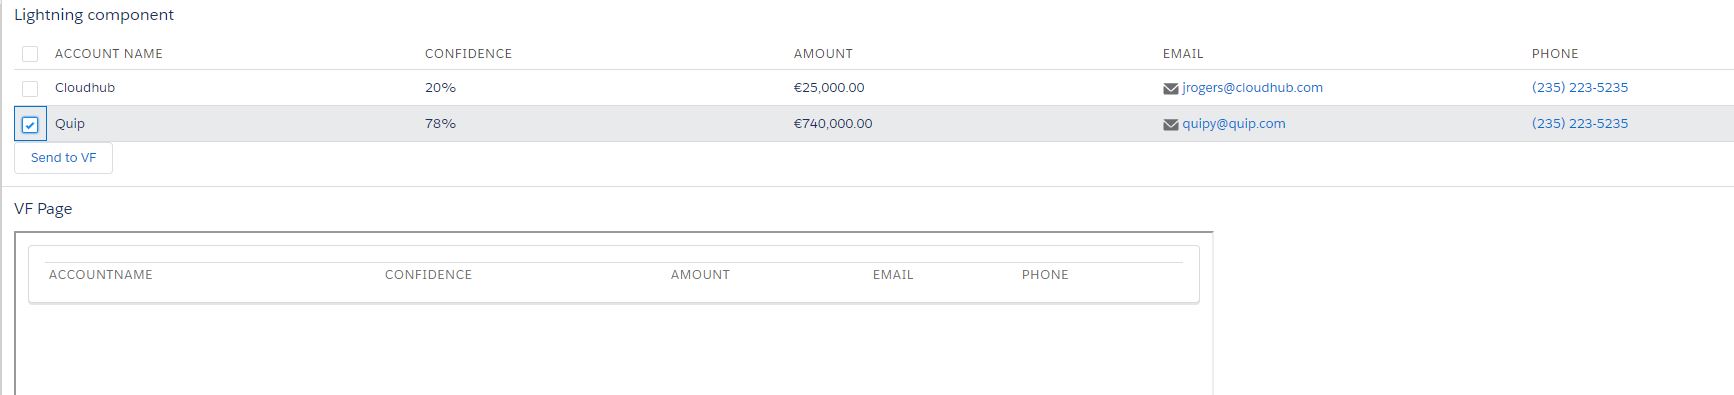 Lightning component
ACCOUNT NAME CONFIDENCE AMOUNT EMAIL PHONE
Cloudhub 20% €25,000.00 jrogers@cloudhub.com (235) 223-5235
Quip 78% €740,000.00 quipy@quip.com (235) 223-5235
Send to VF
VF Page
ACCOUNTNAME CONFIDENCE AMOUNT EMAIL PHONE